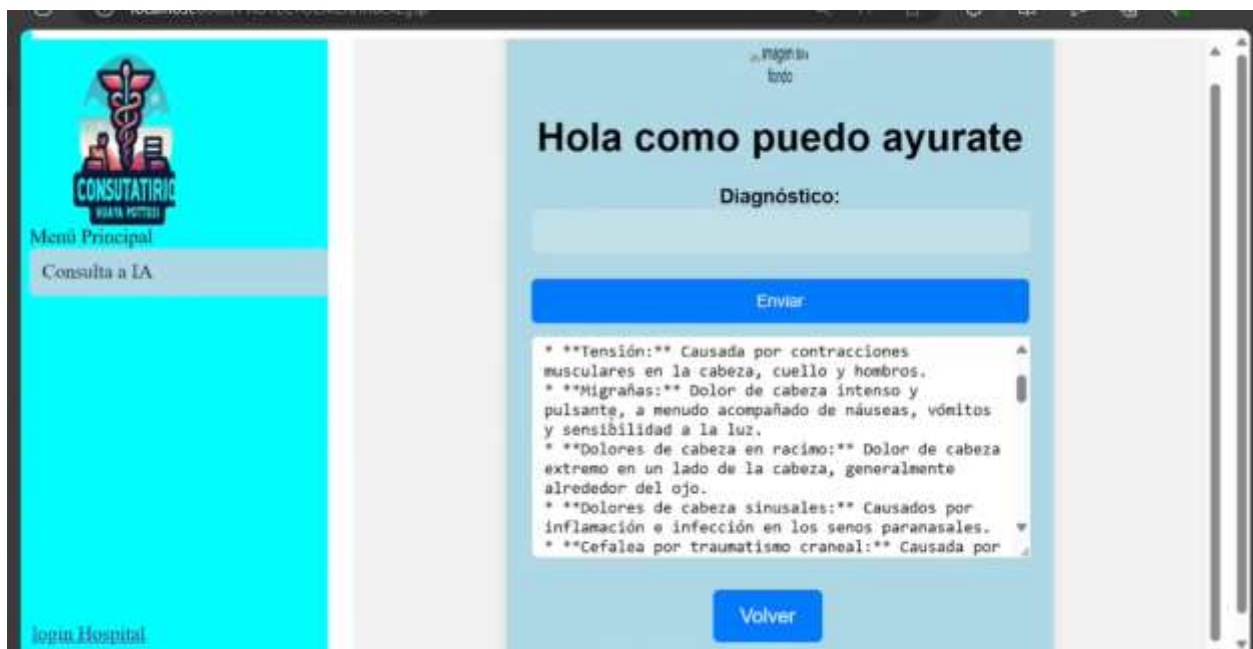 CONSUTATIRIO
Menú Principal
Consulta a IA
login Hospital
imagen sin
fondo
Hola como puedo ayurate
Diagnóstico:
Enviar
* **Tensión:** Causada por contracciones
musculares en la cabeza, cuello y hombros.
* **Migrañas:** Dolor de cabeza intenso y
pulsante, a menudo acompañado de náuseas, vómitos
y sensibilidad a la luz.
* **Dolores de cabeza en racimo:** Dolor de cabeza
extremo en un lado de la cabeza, generalmente
alrededor del ojo.
* **Dolores de cabeza sinusales:** Causados por
inflamación e infección en los senos paranasales.
* **Cefalea por traumatismo craneal:** Causada por
Volver